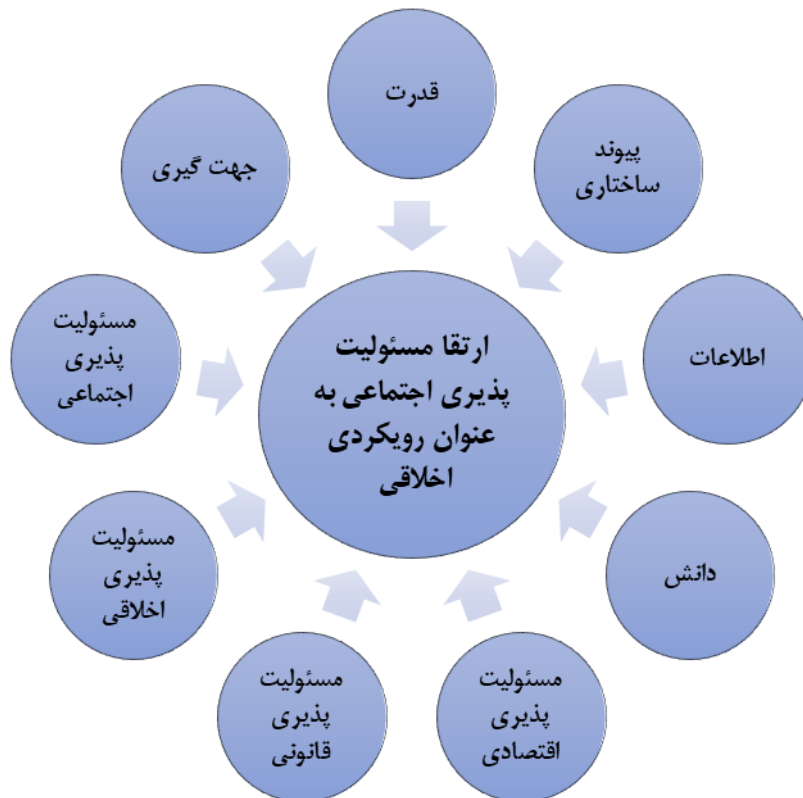 قدرت
پیوند
ساختاری
اطلاعات
دانش
مسئولیت
پذیری
اقتصادی
مسئولیت
پذیری
قانونی
مسئولیت
پذیری
اخلاقی
مسئولیت
پذیری
اجتماعی
جهت گیری
ارتقا مسئولیت
پذیری اجتماعی به
عنوان رویکردی
اخلاقی